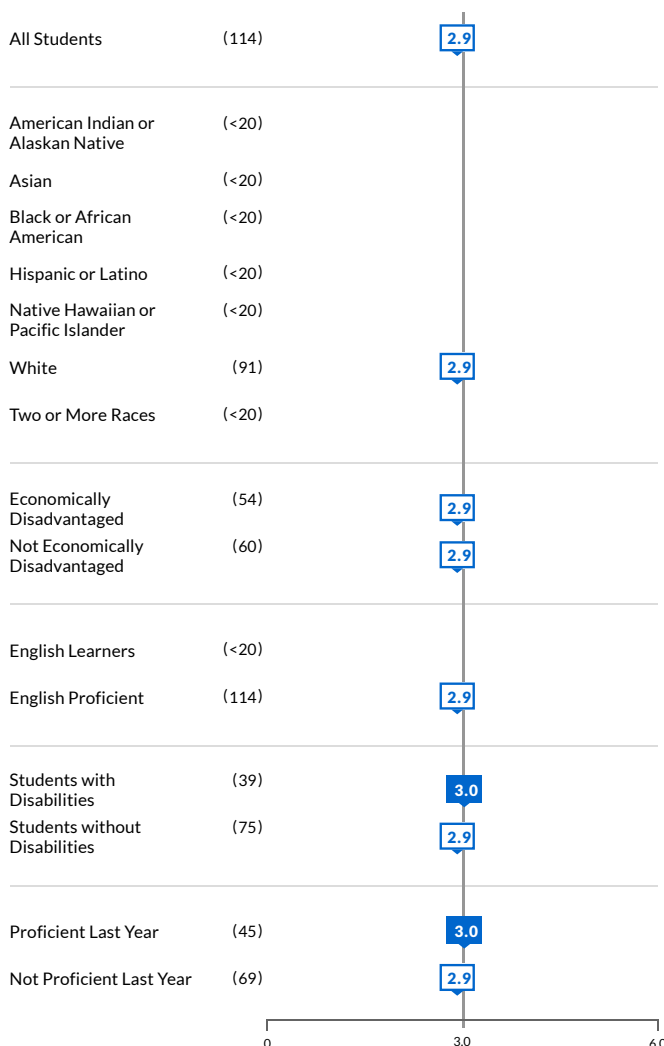 All Students (114) 2.9
American Indian or (<20)
Alaskan Native
Asian (<20)
Black or African (<20)
American
Hispanic or Latino (<20)
Native Hawaiian or (<20)
Pacific Islander
White (91) 2.9
Two or More Races (<20)
Economically (54) 2.9
Disadvantaged
Not Economically (60) 2.9
Disadvantaged
English Learners (<20)
English Proficient (114) 2.9
Students with (39) 3.0
Disabilities
Students without (75) 2.9
Disabilities
Proficient Last Year (45) 3.0
Not Proficient Last Year (69) 2.9
0 3.0 6.0